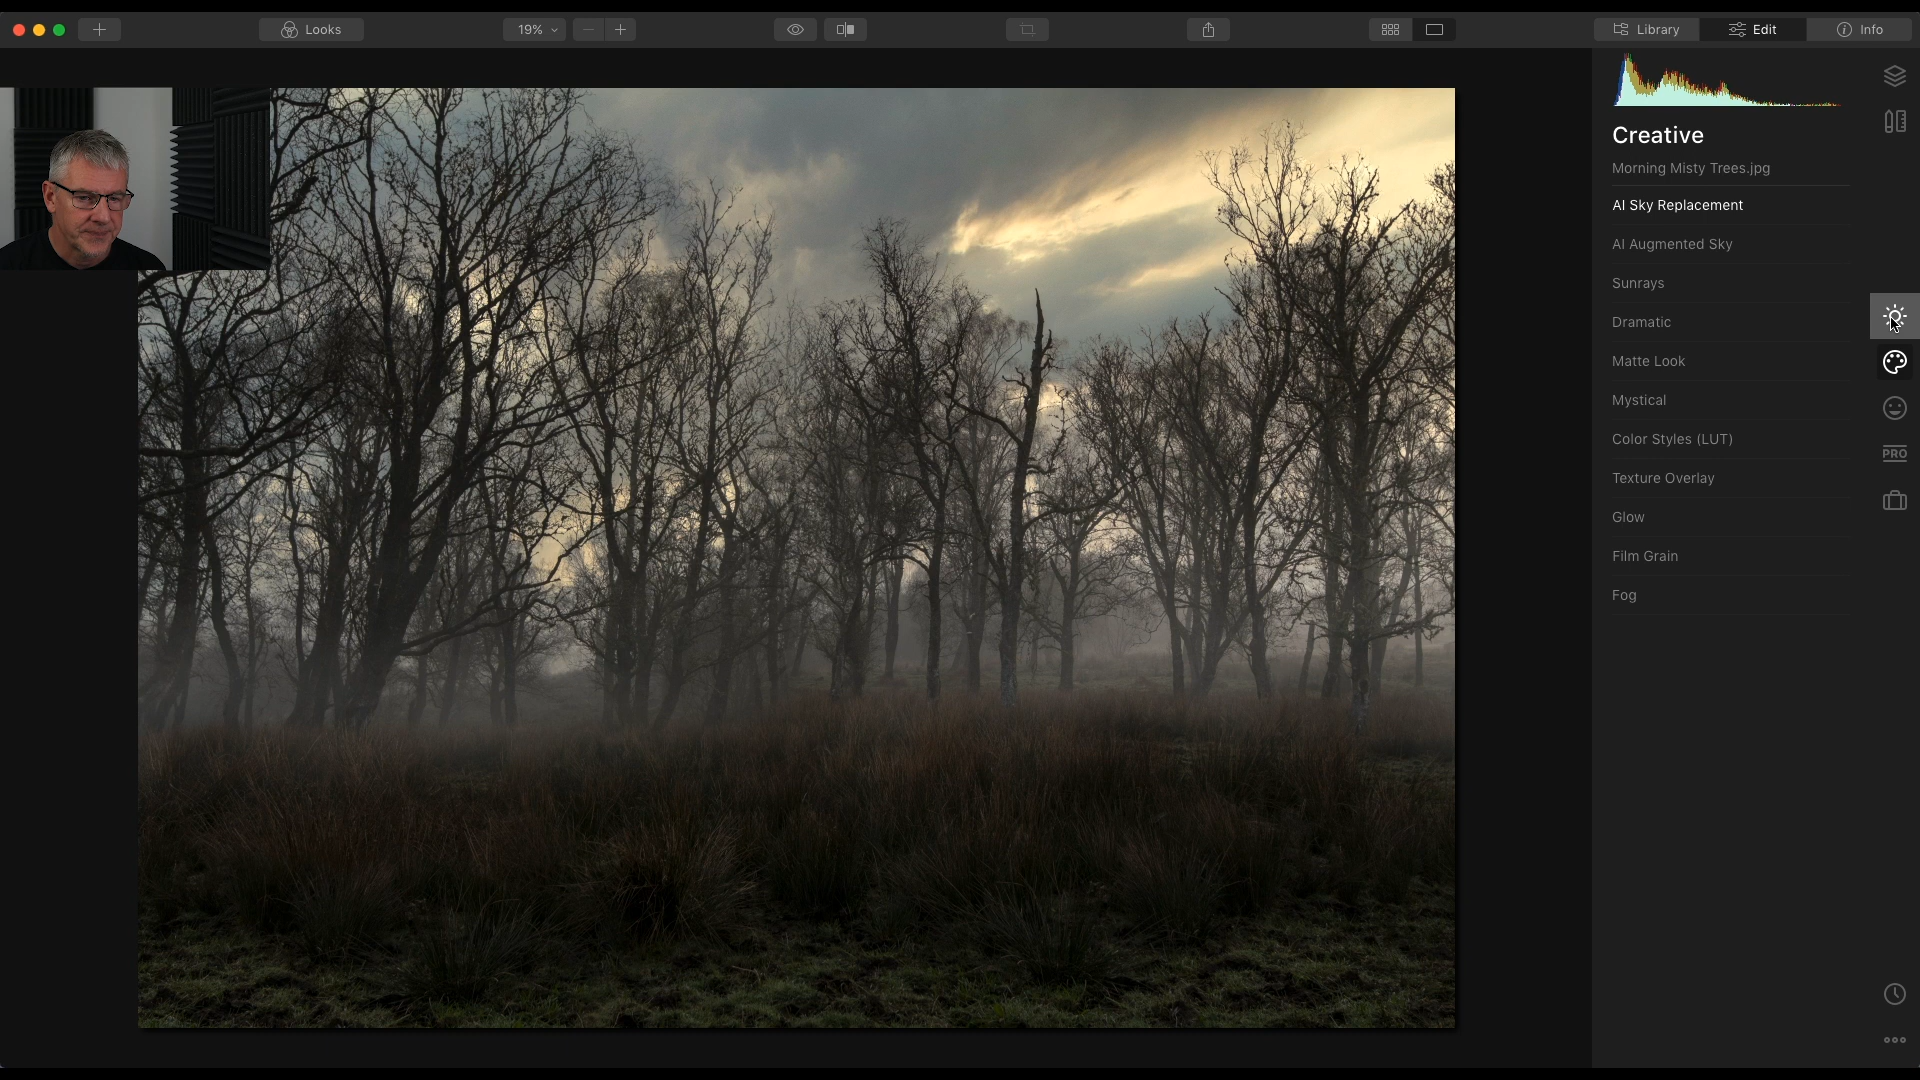 Looks
19%
Library
Edit
Info
Creative
Morning Misty Trees.jpg
AI Sky Replacement
AI Augmented Sky
Sunrays
Dramatic
Matte Look
Mystical
Color Styles (LUT)
Texture Overlay
Glow
Film Grain
Fog
PRO